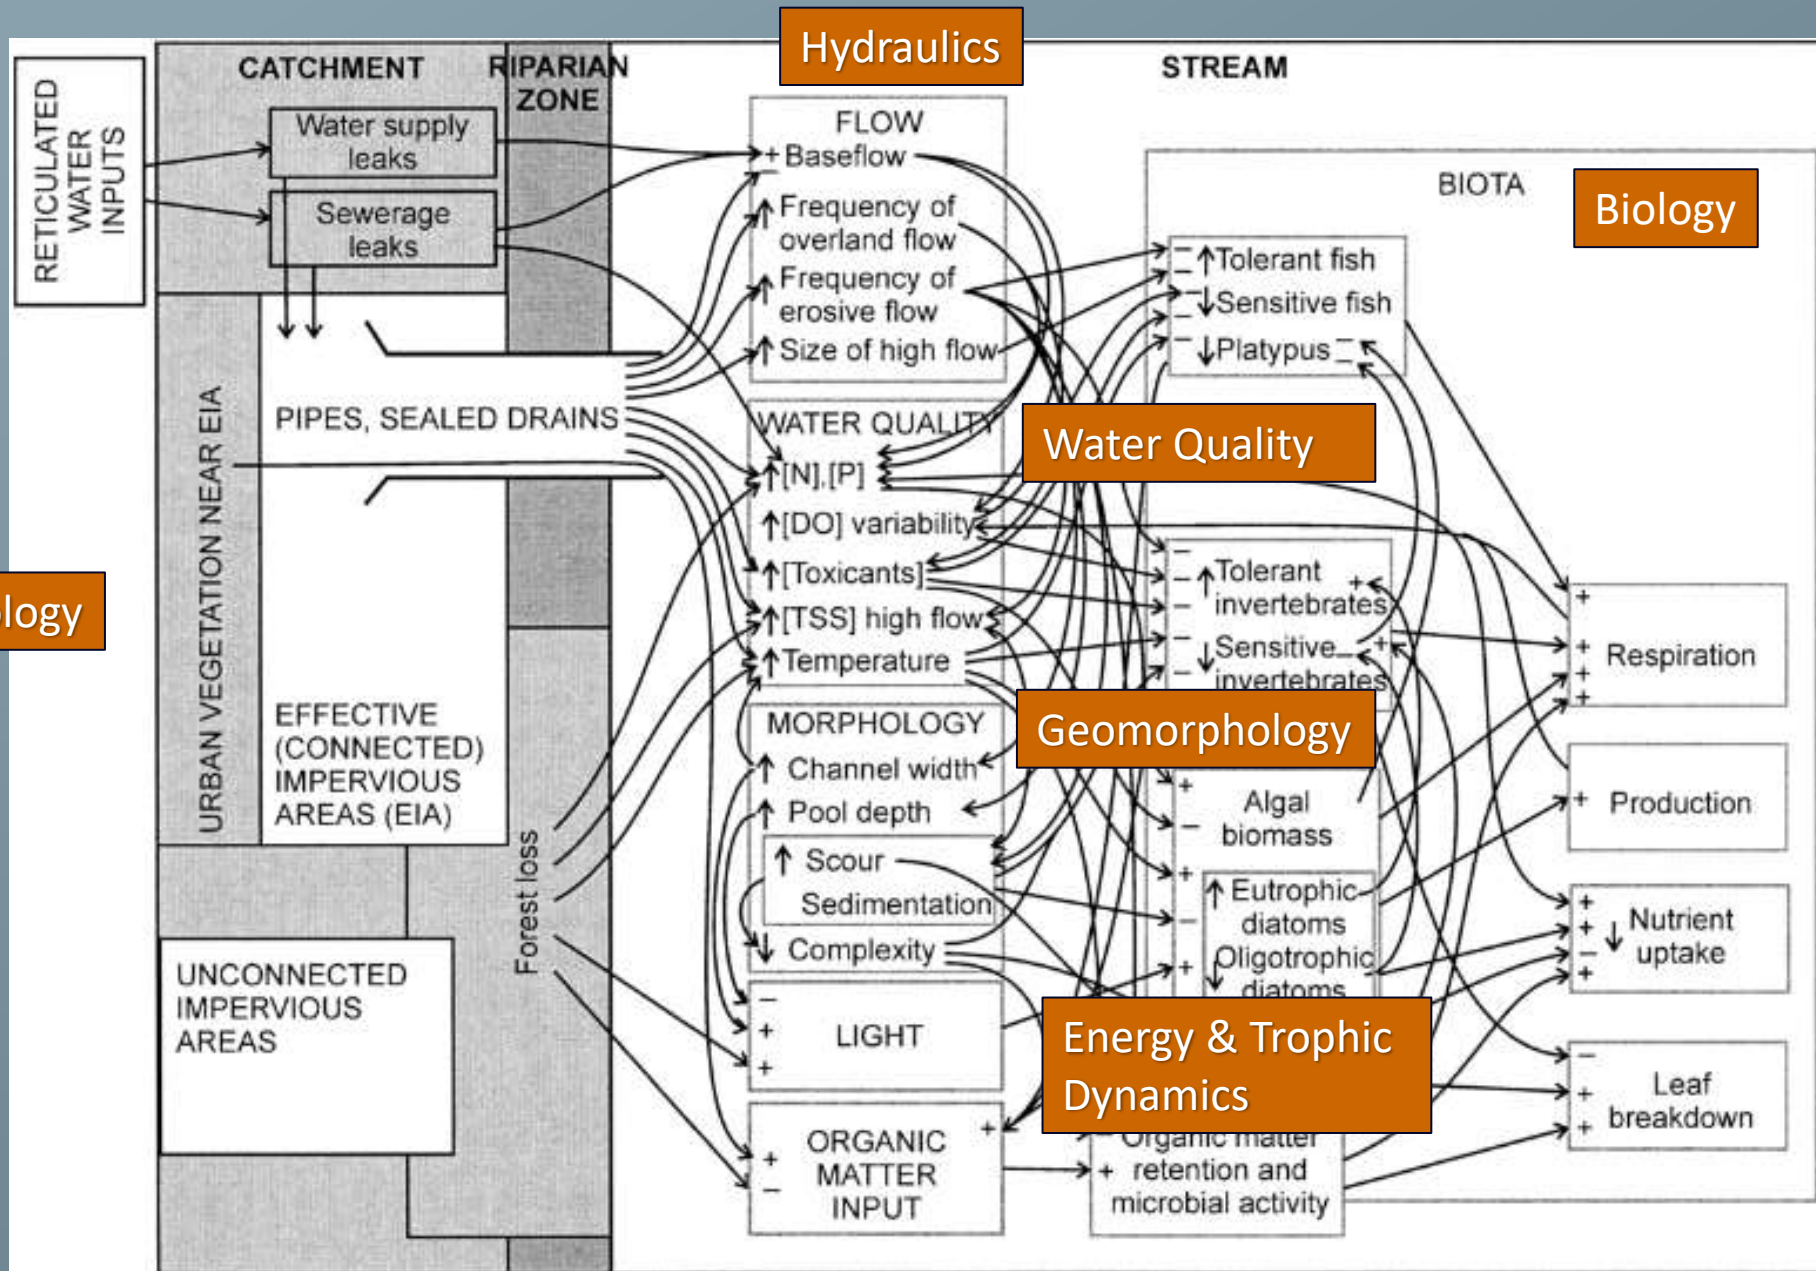 Hydraulics
CATCHMENT
RIPARIAN
ZONE
STREAM
RETICULATED
WATER
INPUTS
Water supply
leaks
Sewerage
leaks
FLOW
+ Baseflow
−
↑ Frequency of
overland flow
↑ Frequency of
erosive flow
↑ Size of high flow
BIOTA
Biology
− ↑ Tolerant fish
−
− ↓ Sensitive fish
−
− ↓ Platypus −
−
URBAN VEGETATION NEAR EIA
PIPES, SEALED DRAINS
WATER QUALITY
Water Quality
↑ [N],[P]
↑ [DO] variability
↑ [Toxicants]
↑ [TSS] high flow
↑ Temperature
−
− ↑ Tolerant +
− invertebrates
− ↓ Sensitive − +
− invertebrates
ology
EFFECTIVE
(CONNECTED)
IMPERVIOUS
AREAS (EIA)
MORPHOLOGY
Geomorphology
↑ Channel width
↑ Pool depth
↑ Scour
Sedimentation
↓ Complexity
+
− Algal
biomass
+
↑ Eutrophic
− diatoms
+ ↓ Oligotrophic
diatoms
+
+ Respiration
+
+
+ Production
+
+ ↓ Nutrient
− uptake
+
−
+ Leaf
+ breakdown
Forest loss
UNCONNECTED
IMPERVIOUS
AREAS
−
+ LIGHT
+
Energy & Trophic
Dynamics
ORGANIC +
+ MATTER
− INPUT
Organic matter
+ retention and
microbial activity